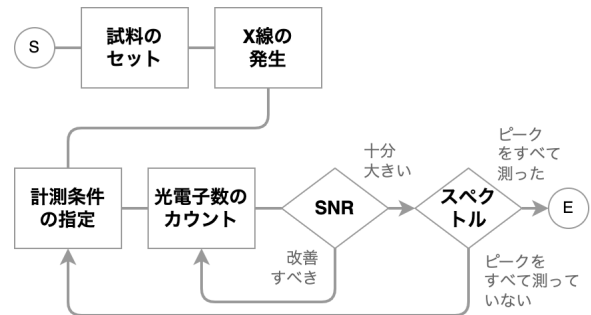 S
試料の
セット
X線の
発生
計測条件
の指定
光電子数の
カウント
SNR
十分
大きい
改善
すべき
スペク
トル
ピーク
をすべて
測った
E
ピークを
すべて測って
いない